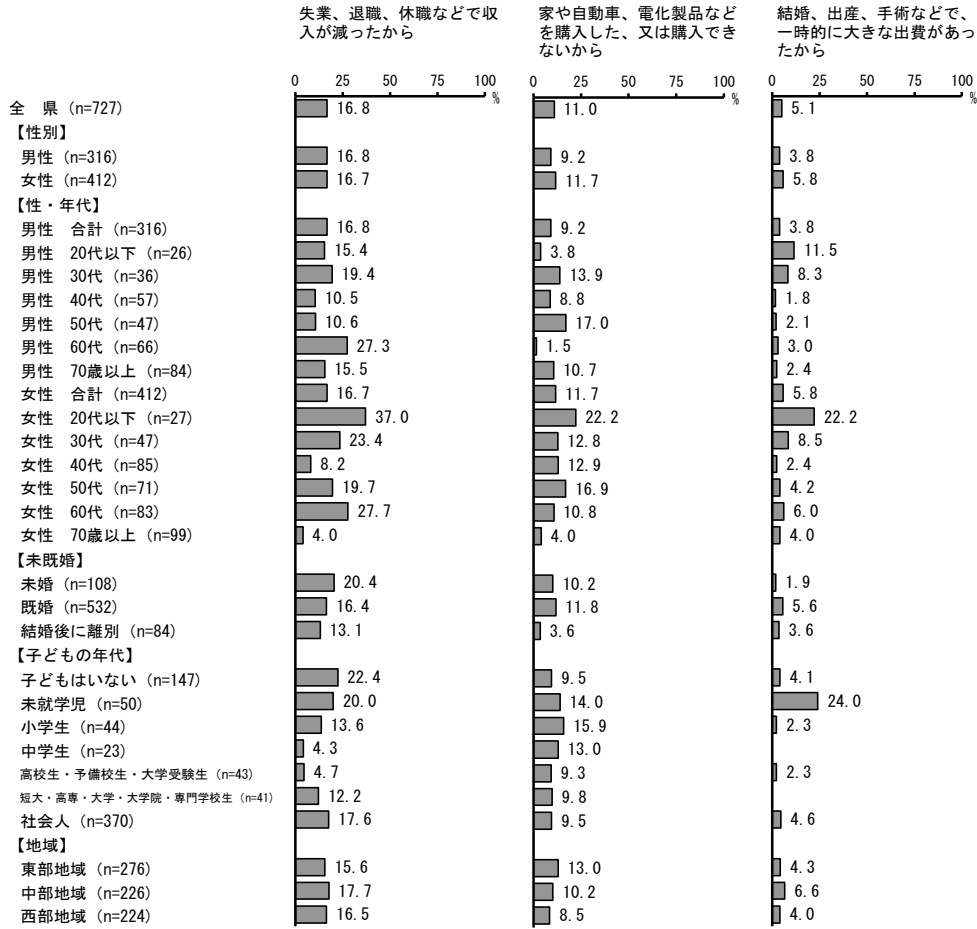 失業、退職、休職などで収
入が減ったから
家や自動車、電化製品など
を購入した、又は購入でき
ないから
結婚、出産、手術などで、
一時的に大きな出費があっ
たから
0 25 50 75 100 %
0 25 50 75 100 %
0 25 50 75 100 %
全　県 (n=727) 16.8 11.0 5.1
【性別】
男性 (n=316) 16.8 9.2 3.8
女性 (n=412) 16.7 11.7 5.8
【性・年代】
男性　合計 (n=316) 16.8 9.2 3.8
男性　20代以下 (n=26) 15.4 3.8 11.5
男性　30代 (n=36) 19.4 13.9 8.3
男性　40代 (n=57) 10.5 8.8 1.8
男性　50代 (n=47) 10.6 17.0 2.1
男性　60代 (n=66) 27.3 1.5 3.0
男性　70歳以上 (n=84) 15.5 10.7 2.4
女性　合計 (n=412) 16.7 11.7 5.8
女性　20代以下 (n=27) 37.0 22.2 22.2
女性　30代 (n=47) 23.4 12.8 8.5
女性　40代 (n=85) 8.2 12.9 2.4
女性　50代 (n=71) 19.7 16.9 4.2
女性　60代 (n=83) 27.7 10.8 6.0
女性　70歳以上 (n=99) 4.0 4.0 4.0
【未既婚】
未婚 (n=108) 20.4 10.2 1.9
既婚 (n=532) 16.4 11.8 5.6
結婚後に離別 (n=84) 13.1 3.6 3.6
【子どもの年代】
子どもはいない (n=147) 22.4 9.5 4.1
未就学児 (n=50) 20.0 14.0 24.0
小学生 (n=44) 13.6 15.9 2.3
中学生 (n=23) 4.3 13.0
高校生・予備校生・大学受験生 (n=43) 4.7 9.3 2.3
短大・高専・大学・大学院・専門学校生 (n=41) 12.2 9.8
社会人 (n=370) 17.6 9.5 4.6
【地域】
東部地域 (n=276) 15.6 13.0 4.3
中部地域 (n=226) 17.7 10.2 6.6
西部地域 (n=224) 16.5 8.5 4.0